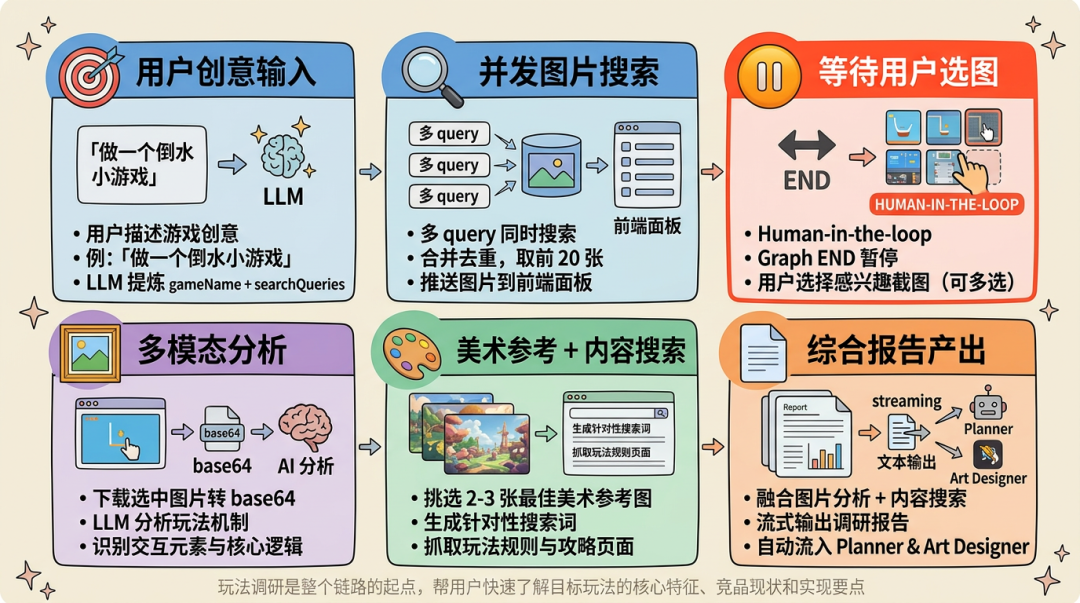 用户创意输入
「做一个倒水
小游戏」
LLM
• 用户描述游戏创意
• 例：「做一个倒水小游戏」
• LLM 提炼 gameName + searchQueries
并发图片搜索
多 query
多 query
多 query
前端面板
• 多 query 同时搜索
• 合并去重，取前 20 张
• 推送图片到前端面板
等待用户选图
END
HUMAN-IN-THE-LOOP
• Human-in-the-loop
• Graph END 暂停
• 用户选择感兴趣截图（可多选）
多模态分析
base64
base64
AI 分析
• 下载选中图片转 base64
• LLM 分析玩法机制
• 识别交互元素与核心逻辑
美术参考 + 内容搜索
生成针对性搜索词
抓取玩法规则页面
• 挑选 2-3 张最佳美术参考图
• 生成针对性搜索词
• 抓取玩法规则与攻略页面
综合报告产出
Report
streaming
文本输出
Planner
Art Designer
• 融合图片分析 + 内容搜索
• 流式输出调研报告
• 自动流入 Planner & Art Designer
玩法调研是整个链路的起点，帮用户快速了解目标玩法的核心特征、竞品现状和实现要点